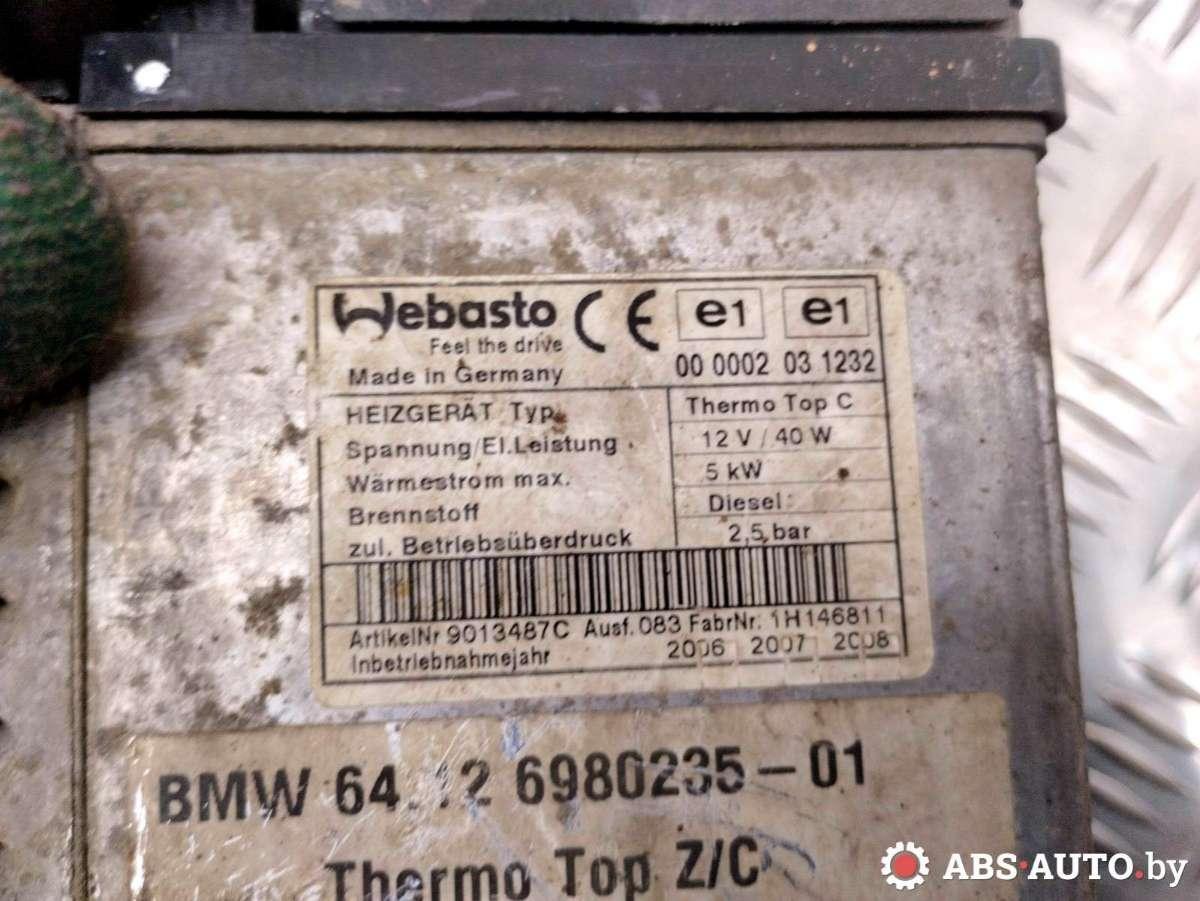 Webasto CE e1 e1
Feel the drive
Made in Germany 00 0002 03 1232
HEIZGERÄT Typ Thermo Top C
Spannung/El.Leistung 12 V / 40 W
Wärmestrom max. 5 kW
Brennstoff Diesel
zul. Betriebsüberdruck 2,5 bar
ArtikelNr 9013487C Ausf. 083 FabrNr. 1H146811
Inbetriebnahmejahr 2006 2007 2008
BMW 64.12 6980235-01
Thermo Top Z/C
ABS-AUTO.by